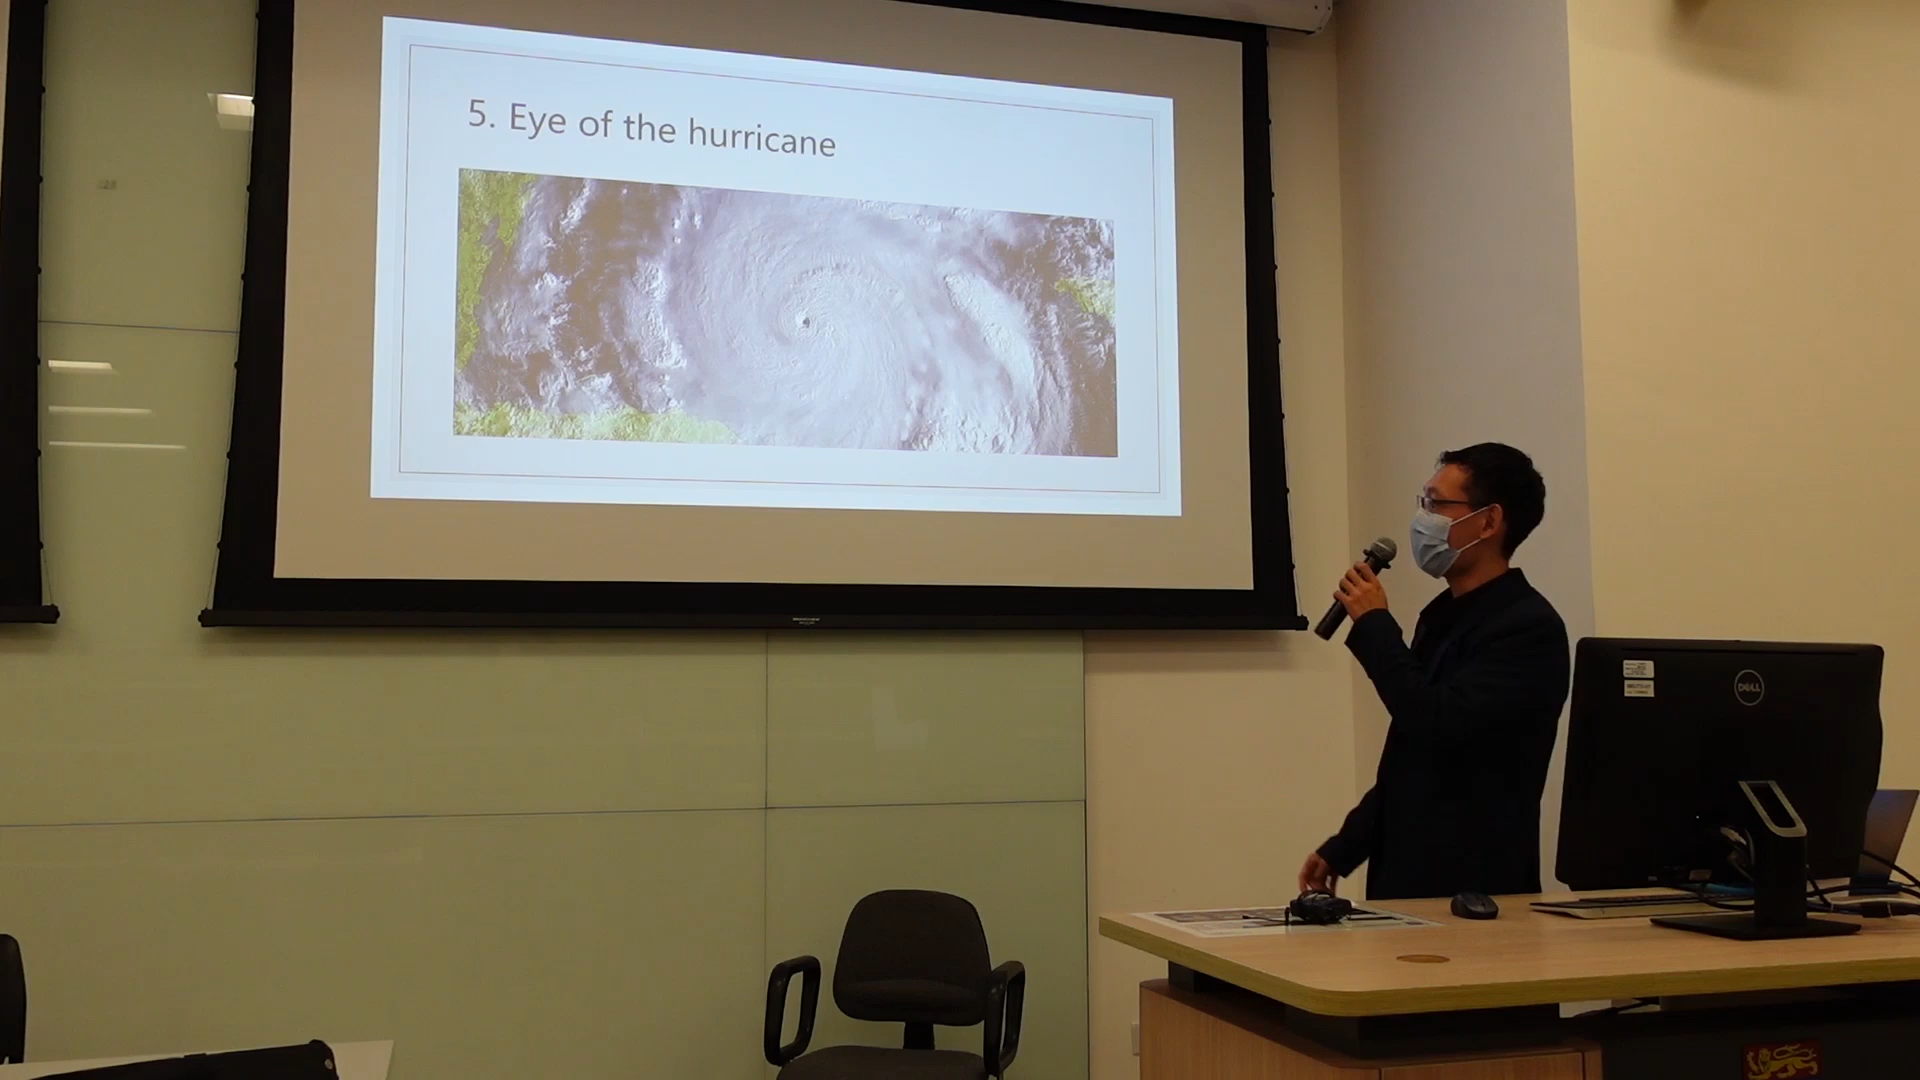 5. Eye of the hurricane
DELL